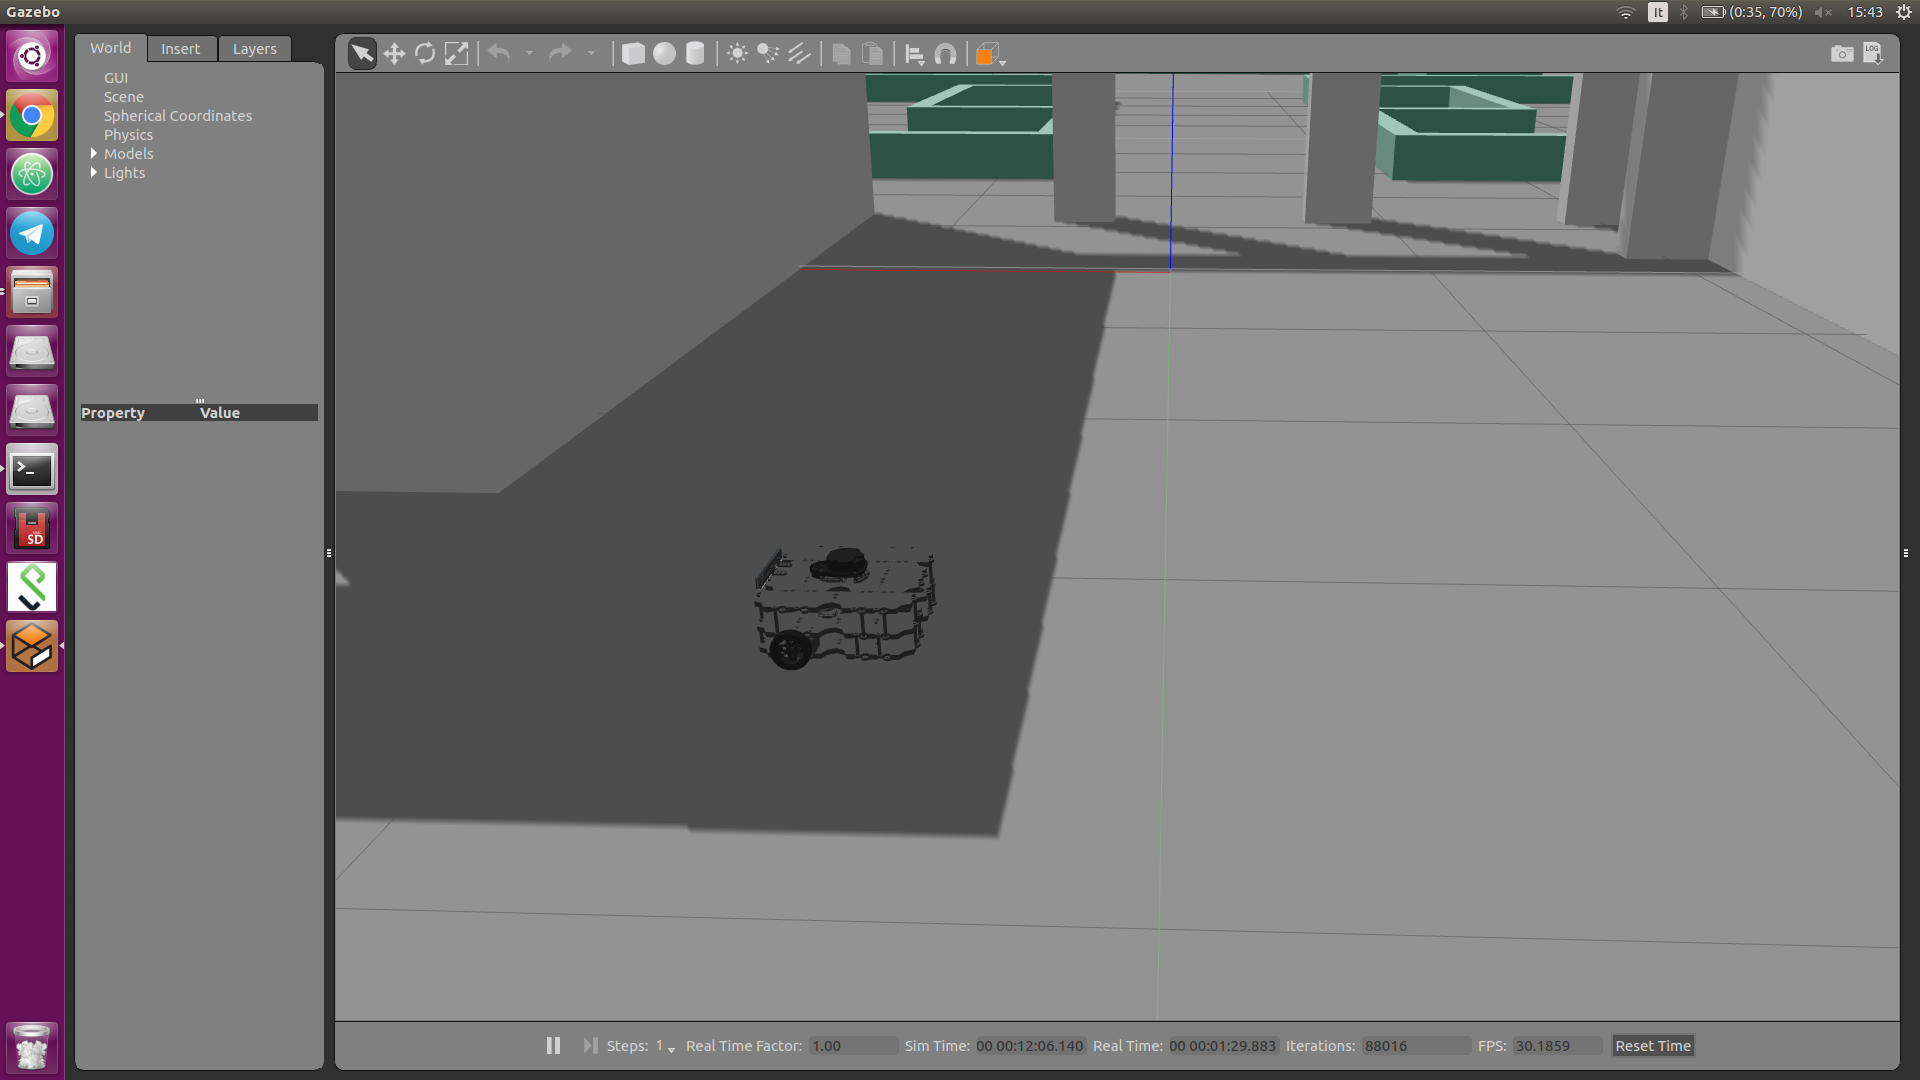 Gazebo
It
(0:35, 70%)
15:43
World
Insert
Layers
LOG
GUI
Scene
Spherical Coordinates
Physics
Models
Lights
Property Value
SD
Steps: 1 Real Time Factor: 1.00 Sim Time: 00 00:12:06.140 Real Time: 00 00:01:29.883 Iterations: 88016 FPS: 30.1859 Reset Time